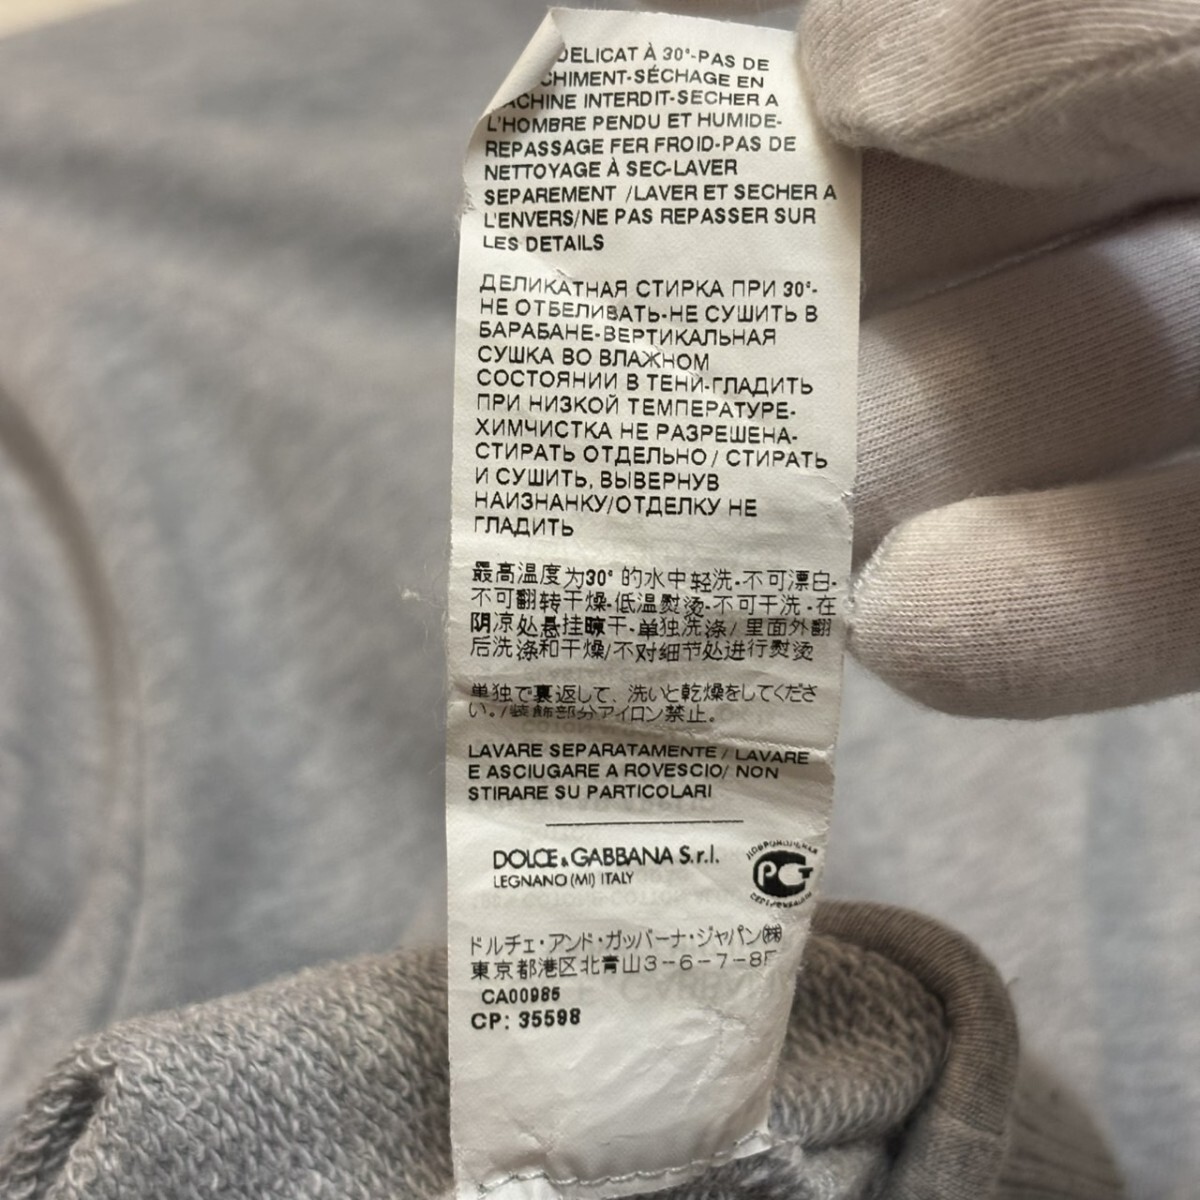 DELICAT À 30°-PAS DE
CHIMENT-SÉCHAGE EN
ACHINE INTERDIT-SECHER A
L'HOMBRE PENDU ET HUMIDE-
REPASSAGE FER FROID-PAS DE
NETTOYAGE À SEC-LAVER
SEPAREMENT /LAVER ET SECHER A
L'ENVERS/NE PAS REPASSER SUR
LES DETAILS
ДЕЛИКАТНАЯ СТИРКА ПРИ 30°-
НЕ ОТБЕЛИВАТЬ-НЕ СУШИТЬ В
БАРАБАНЕ-ВЕРТИКАЛЬНАЯ
СУШКА ВО ВЛАЖНОМ
СОСТОЯНИИ В ТЕНИ-ГЛАДИТЬ
ПРИ НИЗКОЙ ТЕМПЕРАТУРЕ-
ХИМЧИСТКА НЕ РАЗРЕШЕНА-
СТИРАТЬ ОТДЕЛЬНО / СТИРАТЬ
И СУШИТЬ, ВЫВЕРНУВ
НАИЗНАНКУ/ОТДЕЛКУ НЕ
ГЛАДИТЬ
最高温度为30° 的水中轻洗-不可漂白-
不可翻转干燥-低温熨烫-不可干洗-在
阴凉处悬挂晾干-单独洗涤/里面外翻
后洗涤和干燥/不对细节处进行熨烫
単独で裏返して、洗いと乾燥をしてくださ
い。/装飾部分アイロン禁止。
LAVARE SEPARATAMENTE / LAVARE
E ASCIUGARE A ROVESCIO/ NON
STIRARE SU PARTICOLARI
DOLCE & GABBANA S.r.l.
LEGNANO (MI) ITALY
ДОБРОВОЛЬНАЯ
РСТ
СЕРТИФИКАЦИЯ
ドルチェ・アンド・ガッバーナ・ジャパン㈱
東京都港区北青山3-6-7-8F
CA00985
CP: 35598